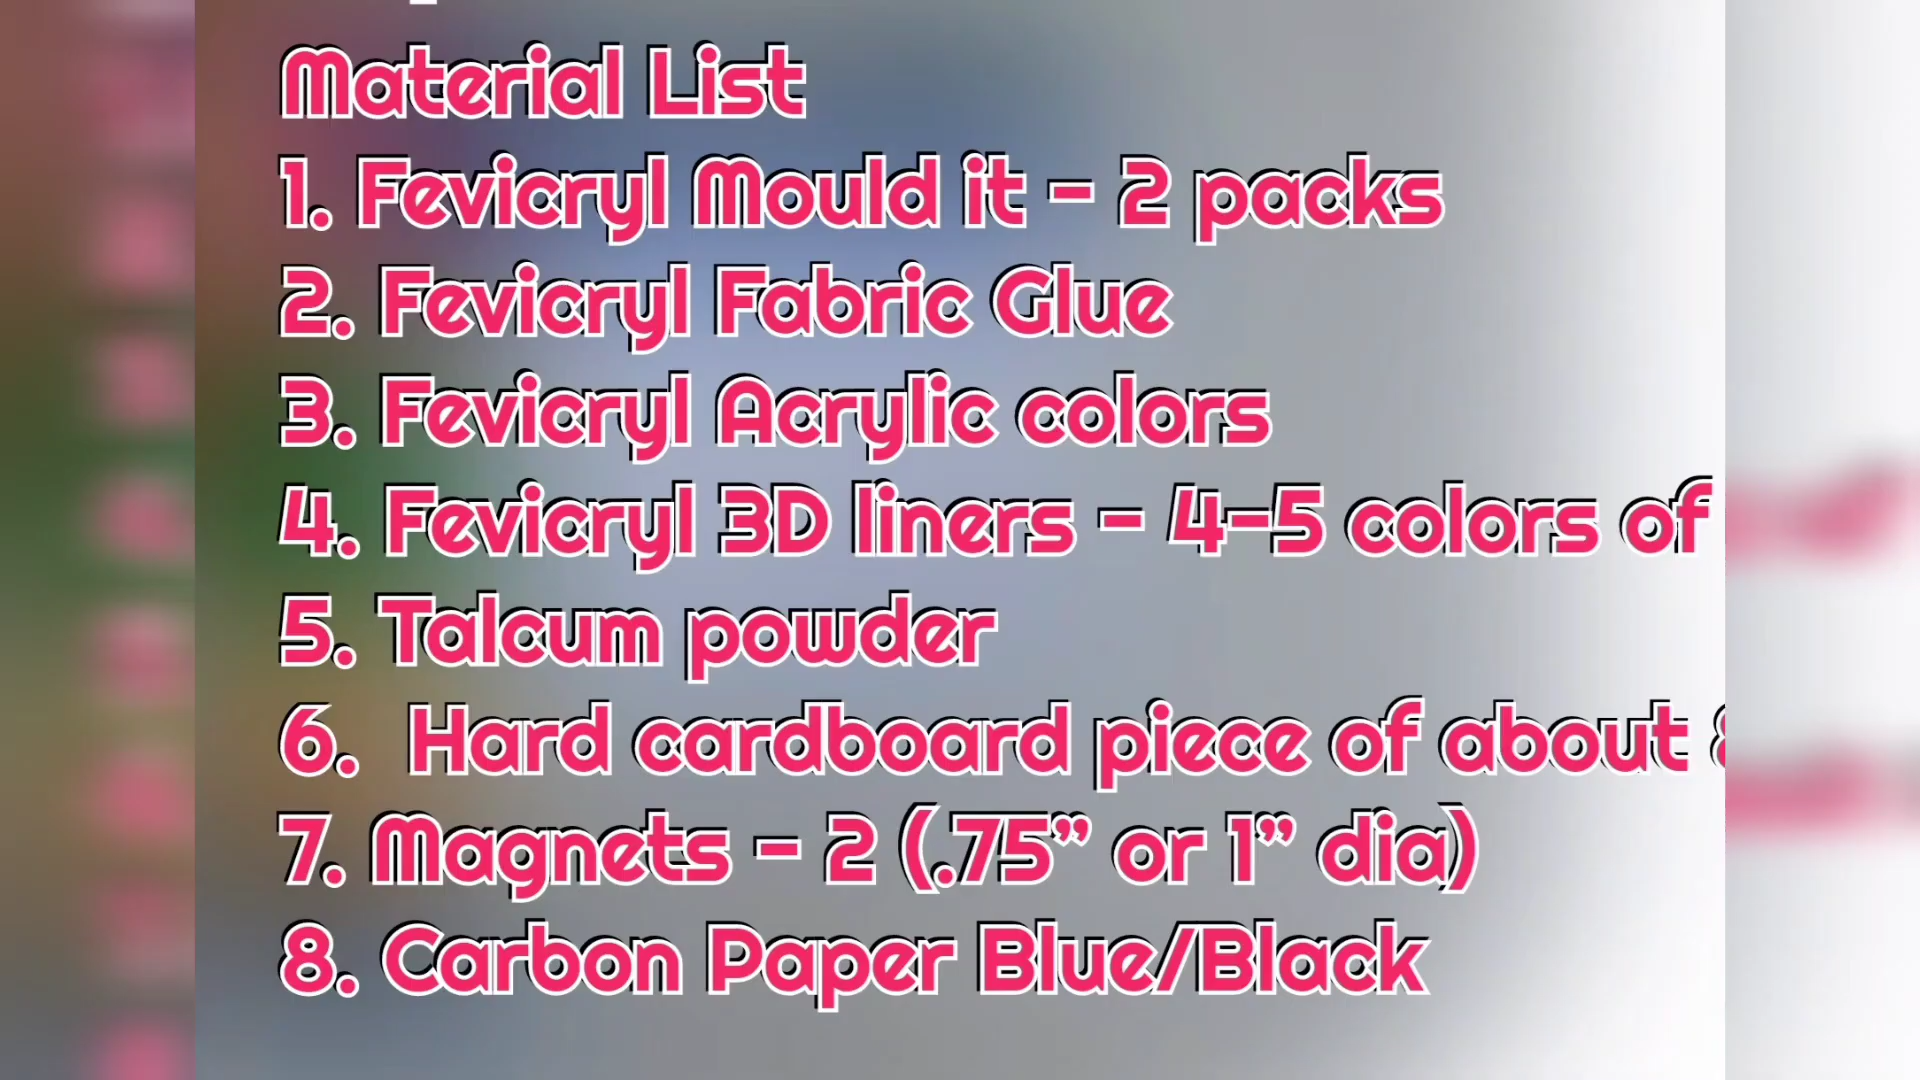 Material List
1. Fevicryl Mould it - 2 packs
2. Fevicryl Fabric Glue
3. Fevicryl Acrylic colors
4. Fevicryl 3D liners - 4-5 colors of
5. Talcum powder
6. Hard cardboard piece of about
7. Magnets - 2 (.75” or 1” dia)
8. Carbon Paper Blue/Black